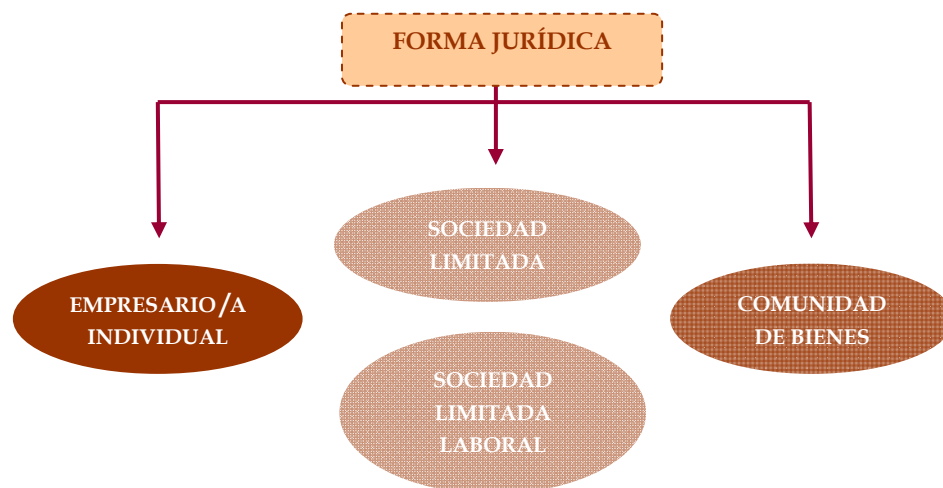 FORMA JURÍDICA
SOCIEDAD
LIMITADA
EMPRESARIO/A
INDIVIDUAL
COMUNIDAD
DE BIENES
SOCIEDAD
LIMITADA
LABORAL